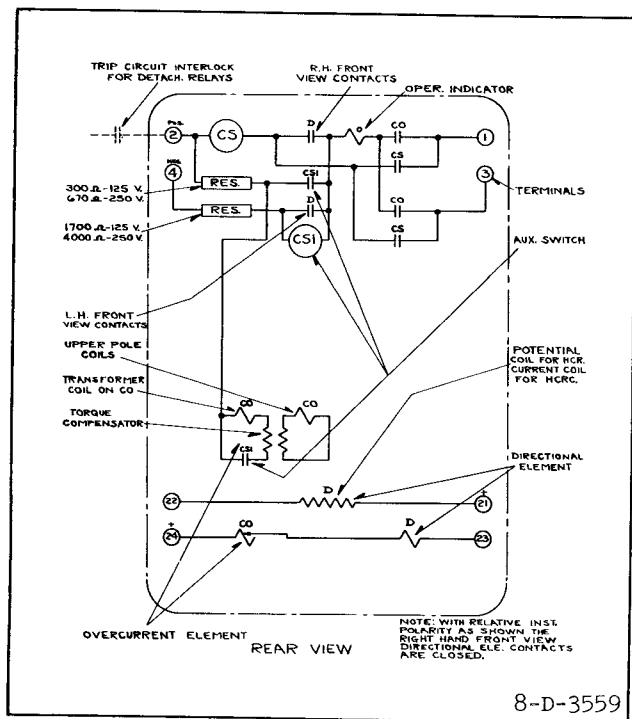 TRIP CIRCUIT INTERLOCK
FOR DETACH. RELAYS
R.H. FRONT
VIEW CONTACTS
OPER. INDICATOR
POS.
2
CS
D
O
CO
1
NEG.
4
CS
300 Ω-125 V.
670 Ω-250 V.
RES.
CS1
3
TERMINALS
1700 Ω-125 V.
4000 Ω-250 V.
RES.
D
CO
CS1
CS
AUX. SWITCH
L.H. FRONT
VIEW CONTACTS
UPPER POLE
COILS
TRANSFORMER
COIL ON CO
TORQUE
COMPENSATOR
CO
CO
CS1
POTENTIAL
COIL FOR HCR.
CURRENT COIL
FOR HCRC.
DIRECTIONAL
ELEMENT
22
D
+
21
+
24
CO
D
23
OVERCURRENT ELEMENT
REAR VIEW
NOTE: WITH RELATIVE INST.
POLARITY AS SHOWN THE
RIGHT HAND FRONT VIEW
DIRECTIONAL ELE. CONTACTS
ARE CLOSED.
8-D-3559